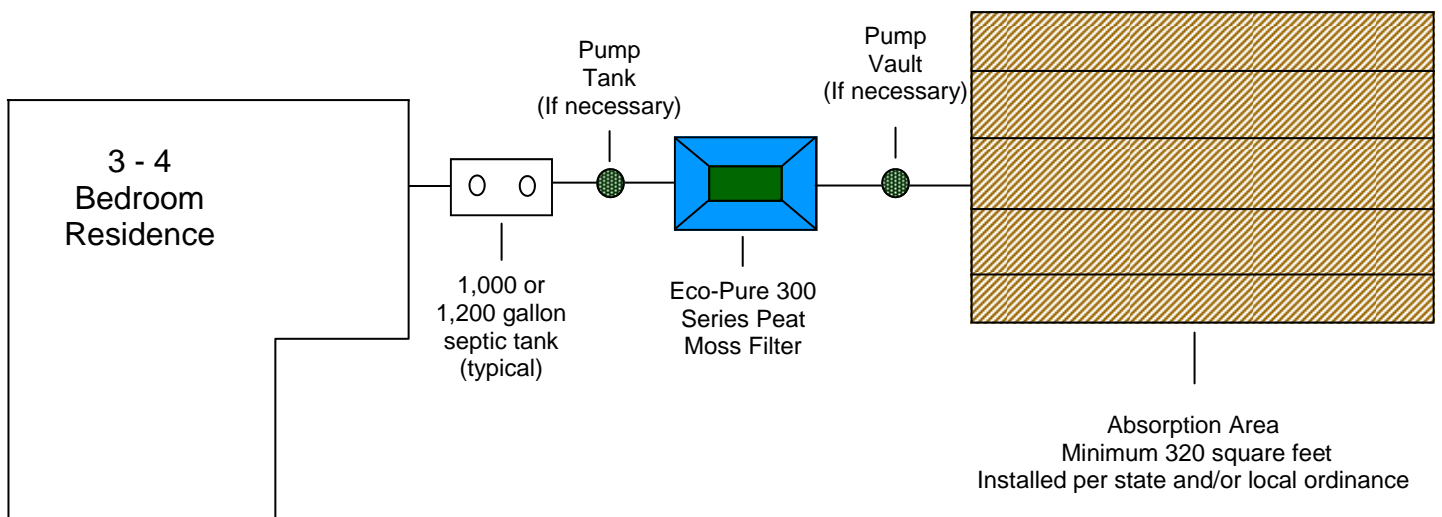 3 - 4
Bedroom
Residence
Pump
Tank
(If necessary)
Pump
Vault
(If necessary)
1,000 or
1,200 gallon
septic tank
(typical)
Eco-Pure 300
Series Peat
Moss Filter
Absorption Area
Minimum 320 square feet
Installed per state and/or local ordinance